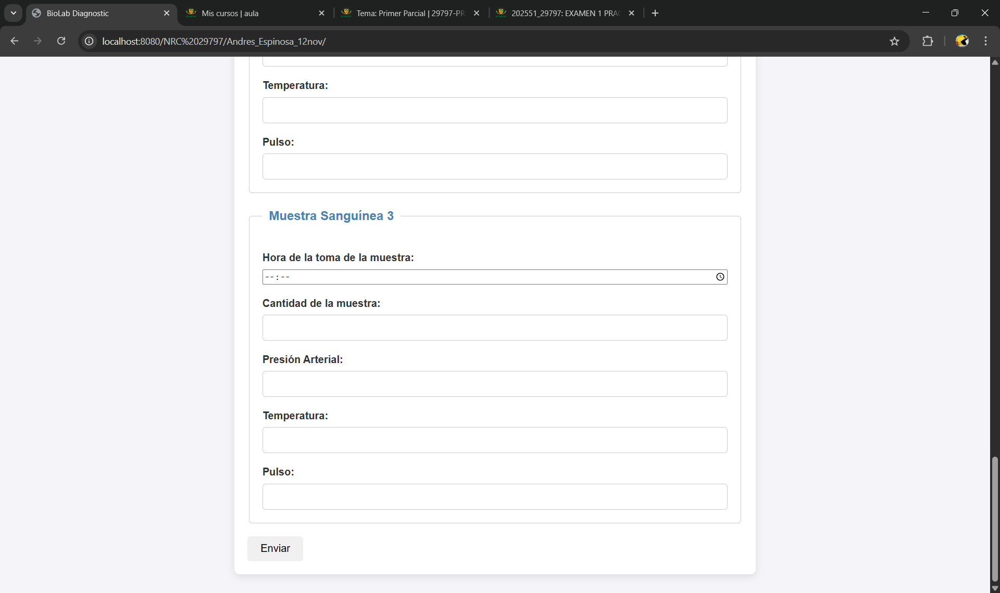 BioLab Diagnostic
Mis cursos | aula
Tema: Primer Parcial | 29797-PR
202551_29797: EXAMEN 1 PRAC
localhost:8080/NRC%2029797/Andres_Espinosa_12nov/
Temperatura:
Pulso:
Muestra Sanguínea 3
Hora de la toma de la muestra:
--:--
Cantidad de la muestra:
Presión Arterial:
Temperatura:
Pulso:
Enviar